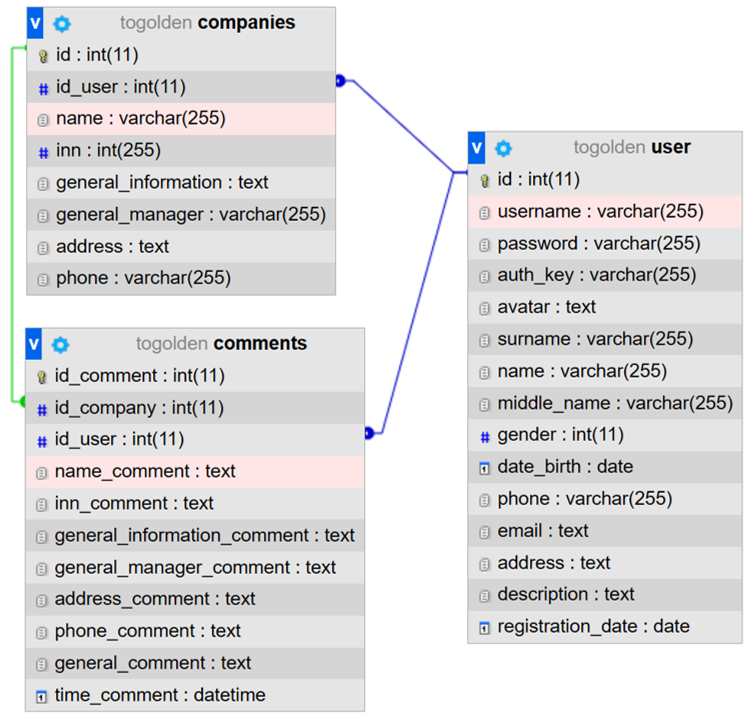 v togolden companies
id : int(11)
# id_user : int(11)
name : varchar(255)
# inn : int(255)
general_information : text
general_manager : varchar(255)
address : text
phone : varchar(255)
v togolden comments
id_comment : int(11)
# id_company : int(11)
# id_user : int(11)
name_comment : text
inn_comment : text
general_information_comment : text
general_manager_comment : text
address_comment : text
phone_comment : text
general_comment : text
time_comment : datetime
v togolden user
id : int(11)
username : varchar(255)
password : varchar(255)
auth_key : varchar(255)
avatar : text
surname : varchar(255)
name : varchar(255)
middle_name : varchar(255)
# gender : int(11)
date_birth : date
phone : varchar(255)
email : text
address : text
description : text
registration_date : date